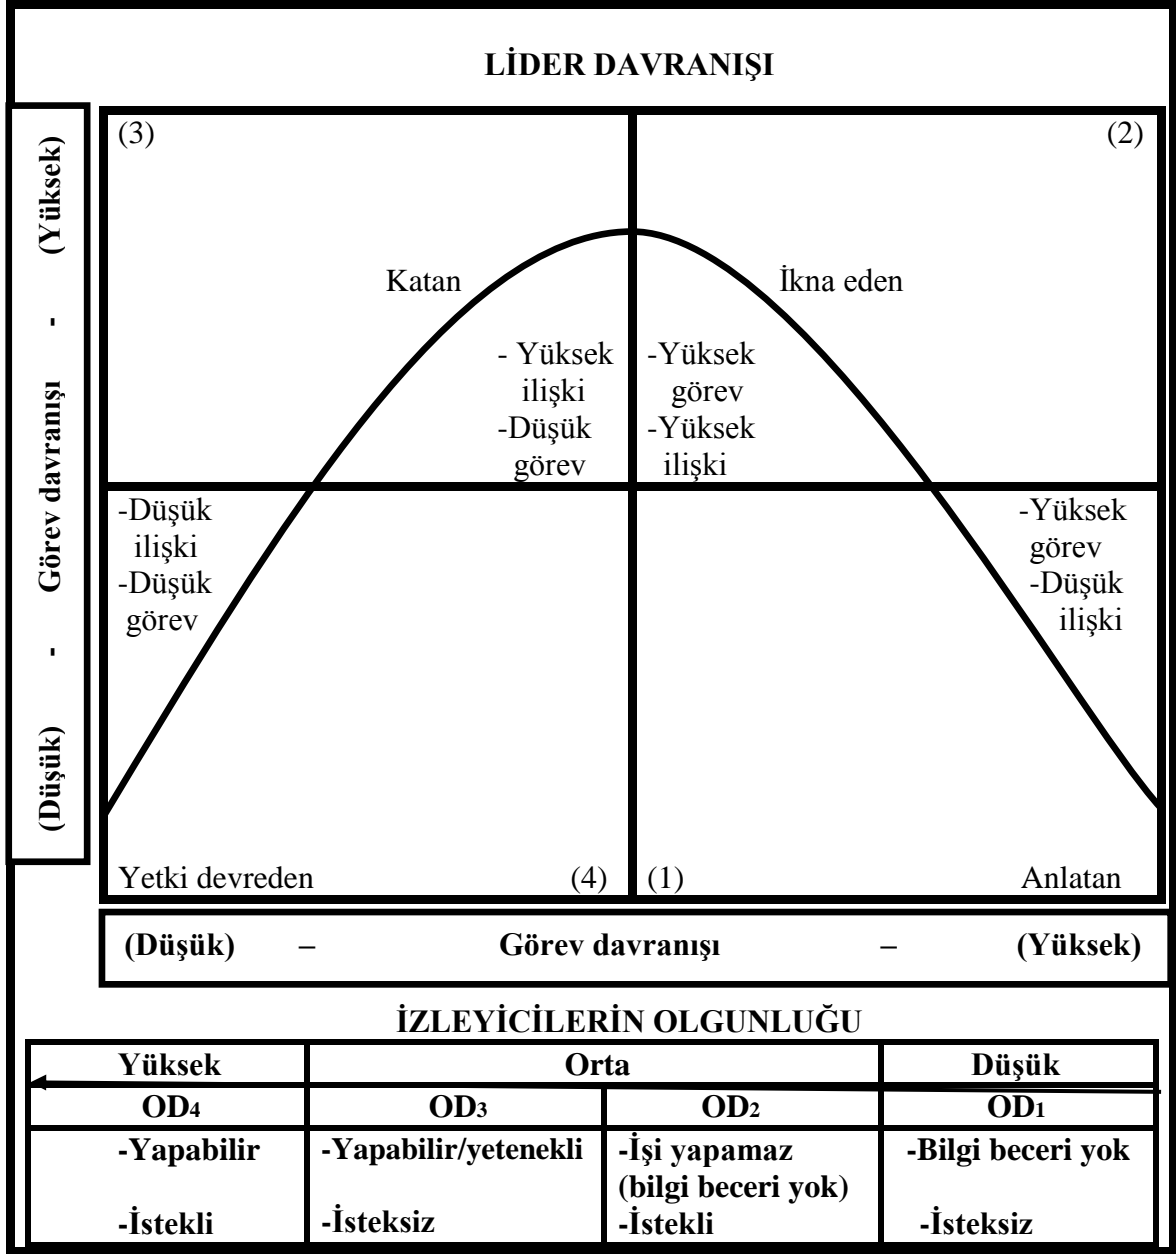 LİDER DAVRANIŞI
(Düşük) - Görev davranışı - (Yüksek)
(3)
(2)
Katan
İkna eden
- Yüksek
ilişki
-Düşük
görev
-Yüksek
görev
-Yüksek
ilişki
-Düşük
ilişki
-Düşük
görev
-Yüksek
görev
-Düşük
ilişki
Yetki devreden
(4)
(1)
Anlatan
(Düşük) – Görev davranışı – (Yüksek)
İZLEYİCİLERİN OLGUNLUĞU
Yüksek Orta Düşük
OD4 OD3 OD2 OD1
-Yapabilir
-İstekli
-Yapabilir/yetenekli
-İsteksiz
-İşi yapamaz
(bilgi beceri yok)
-İstekli
-Bilgi beceri yok
-İsteksiz